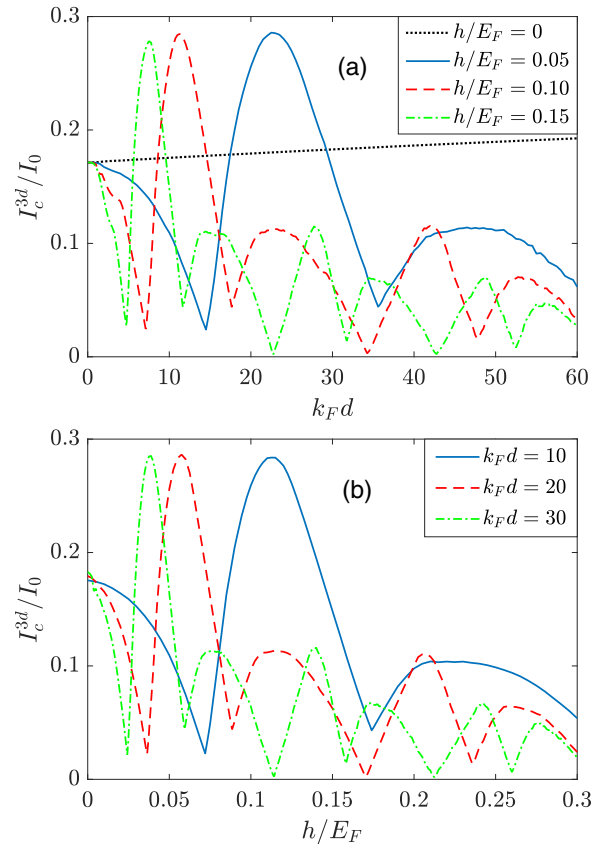 0.3
0.2
0.1
0
I_c^{3d}/I_0
(a)
h/E_F = 0
h/E_F = 0.05
h/E_F = 0.10
h/E_F = 0.15
0 10 20 30 40 50 60
k_F d
0.3
0.2
0.1
0
I_c^{3d}/I_0
(b)
k_F d = 10
k_F d = 20
k_F d = 30
0 0.05 0.1 0.15 0.2 0.25 0.3
h/E_F